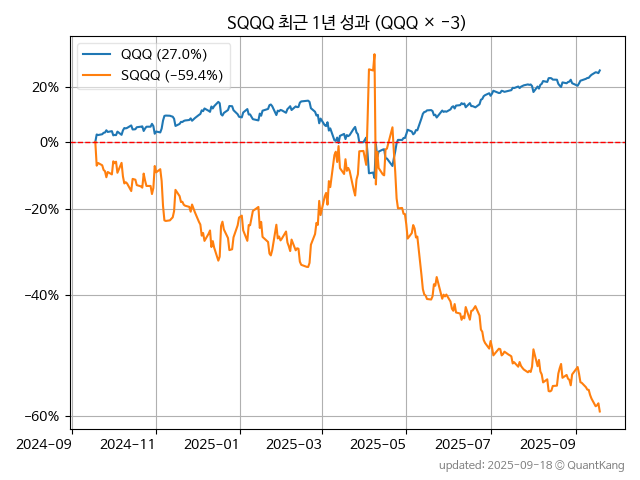 SQQQ 최근 1년 성과 (QQQ × −3)
QQQ (27.0%)
SQQQ (−59.4%)
20%
0%
−20%
−40%
−60%
2024-09 2024-11 2025-01 2025-03 2025-05 2025-07 2025-09
updated: 2025-09-18 © QuantKang